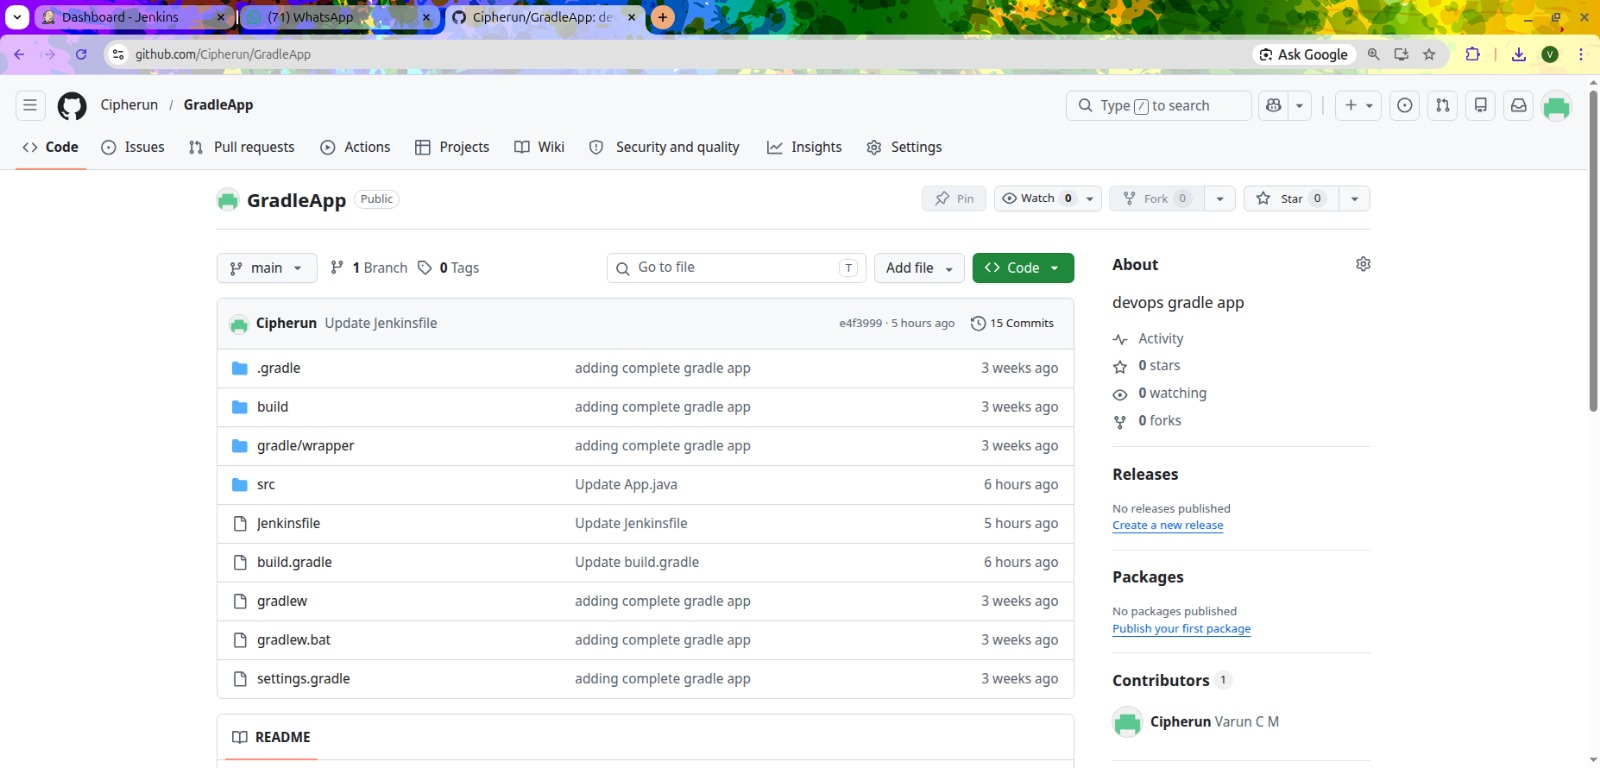 Dashboard - Jenkins
(71) WhatsApp
Cipherun/GradleApp: de
github.com/Cipherun/GradleApp
Ask Google
V
Cipherun / GradleApp
Type / to search
Code
Issues
Pull requests
Actions
Projects
Wiki
Security and quality
Insights
Settings
GradleApp Public
Pin
Watch 0
Fork 0
Star 0
main
1 Branch
0 Tags
Go to file T
Add file
Code
Cipherun Update Jenkinsfile e4f3999 · 5 hours ago 15 Commits
.gradle adding complete gradle app 3 weeks ago
build adding complete gradle app 3 weeks ago
gradle/wrapper adding complete gradle app 3 weeks ago
src Update App.java 6 hours ago
Jenkinsfile Update Jenkinsfile 5 hours ago
build.gradle Update build.gradle 6 hours ago
gradlew adding complete gradle app 3 weeks ago
gradlew.bat adding complete gradle app 3 weeks ago
settings.gradle adding complete gradle app 3 weeks ago
README
About
devops gradle app
Activity
0 stars
0 watching
0 forks
Releases
No releases published
Create a new release
Packages
No packages published
Publish your first package
Contributors 1
Cipherun Varun C M